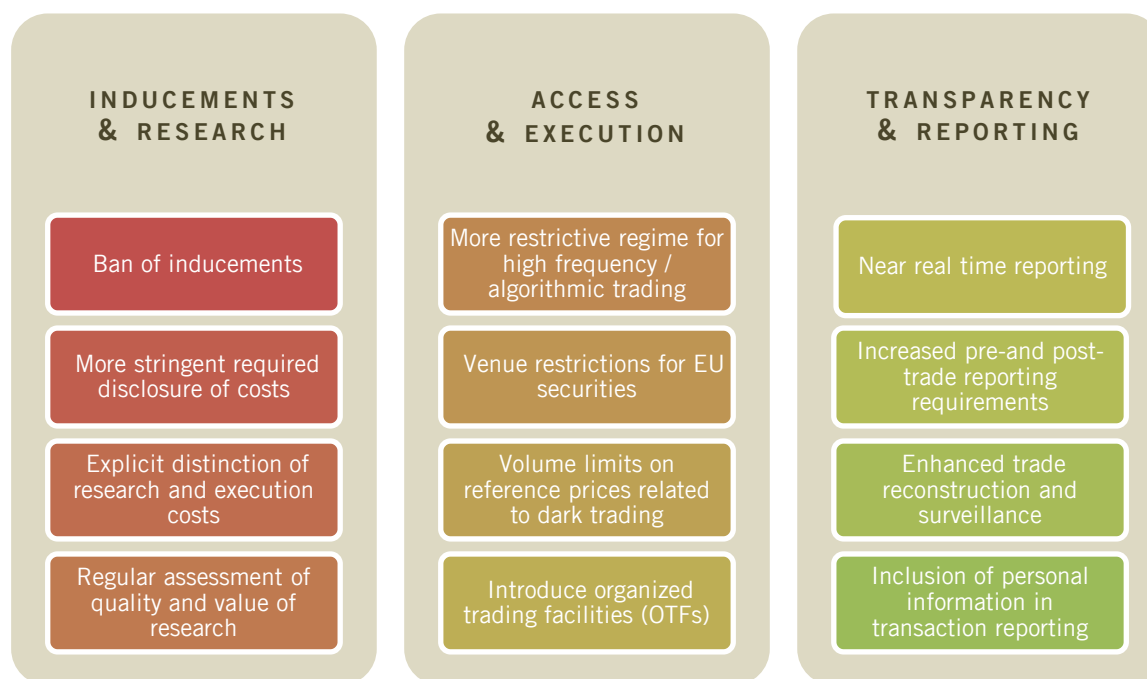 INDUCEMENTS
& RESEARCH
Ban of inducements
More stringent required
disclosure of costs
Explicit distinction of
research and execution
costs
Regular assessment of
quality and value of
research
ACCESS
& EXECUTION
More restrictive regime for
high frequency /
algorithmic trading
Venue restrictions for EU
securities
Volume limits on
reference prices related
to dark trading
Introduce organized
trading facilities (OTFs)
TRANSPARENCY
& REPORTING
Near real time reporting
Increased pre-and post-
trade reporting
requirements
Enhanced trade
reconstruction and
surveillance
Inclusion of personal
information in
transaction reporting